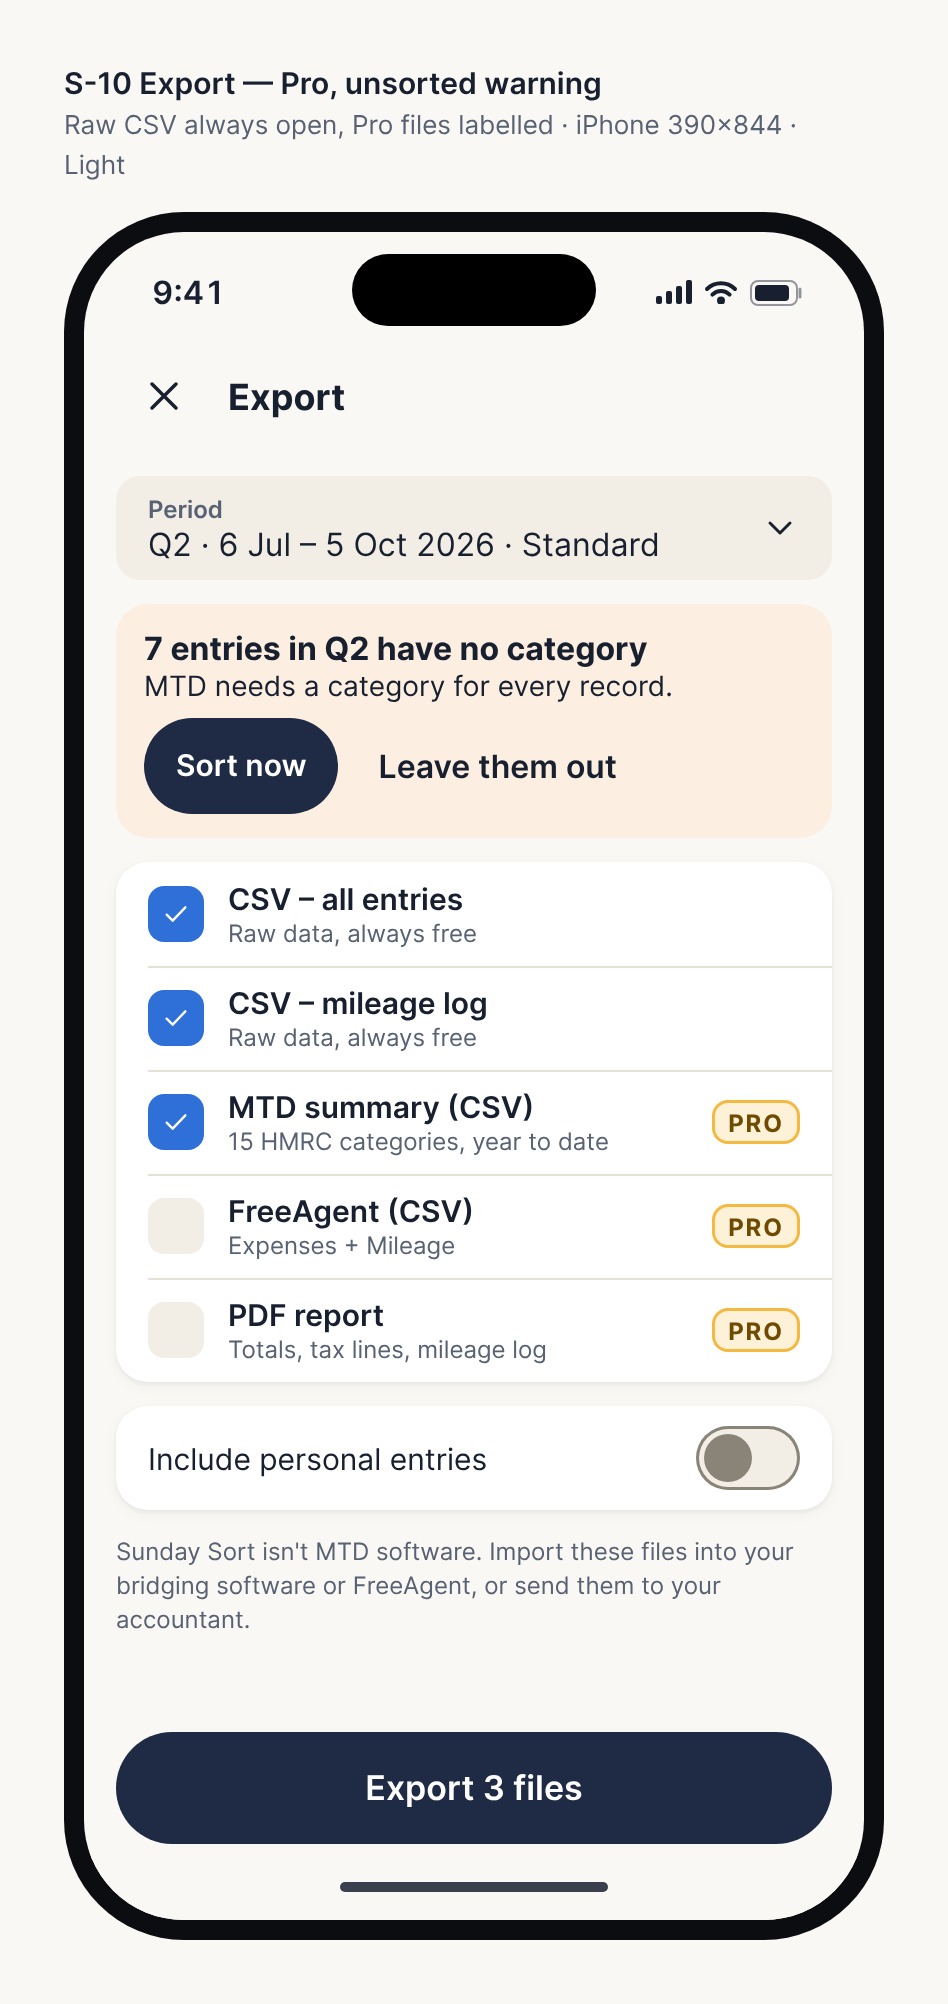 S-10 Export — Pro, unsorted warning
Raw CSV always open, Pro files labelled · iPhone 390×844 ·
Light
9:41
Export
Period
Q2 · 6 Jul – 5 Oct 2026 · Standard
7 entries in Q2 have no category
MTD needs a category for every record.
Sort now
Leave them out
CSV – all entries
Raw data, always free
CSV – mileage log
Raw data, always free
MTD summary (CSV)
PRO
15 HMRC categories, year to date
FreeAgent (CSV)
PRO
Expenses + Mileage
PDF report
PRO
Totals, tax lines, mileage log
Include personal entries
Sunday Sort isn't MTD software. Import these files into your
bridging software or FreeAgent, or send them to your
accountant.
Export 3 files